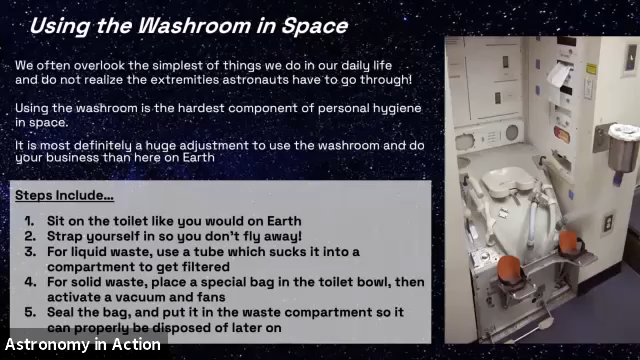 Using the Washroom in Space
We often overlook the simplest of things we do in our daily life
and do not realize the extremities astronauts have to go through!
Using the washroom is the hardest component of personal hygiene
in space.
It is most definitely a huge adjustment to use the washroom and do
your business than here on Earth
Steps Include...
1. Sit on the toilet like you would on Earth
2. Strap yourself in so you don't fly away!
3. For liquid waste, use a tube which sucks it into a
compartment to get filtered
4. For solid waste, place a special bag in the toilet bowl, then
activate a vacuum and fans
5. Seal the bag, and put it in the waste compartment so it
can properly be disposed of later on
Astronomy in Action